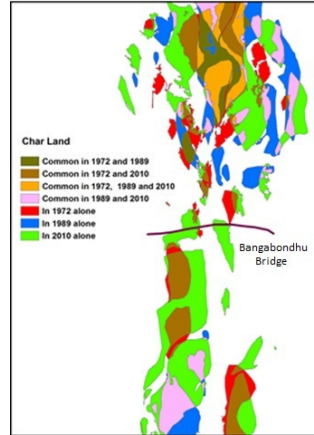 Char Land
Common in 1972 and 1989
Common in 1972 and 2010
Common in 1972, 1989 and 2010
Common in 1989 and 2010
In 1972 alone
In 1989 alone
In 2010 alone
Bangabondhu
Bridge